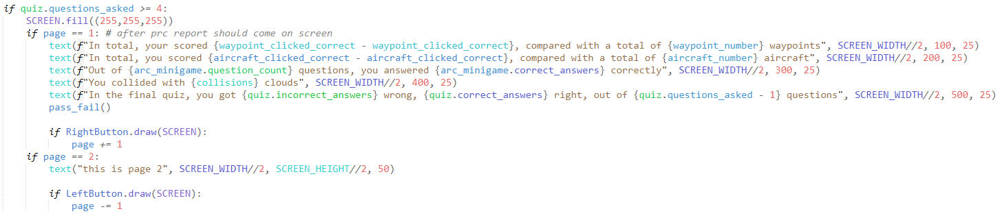 if quiz.questions_asked >= 4:
    SCREEN.fill((255,255,255))
    if page == 1: # after prc report should come on screen
        text(f"In total, your scored {waypoint_clicked_correct - waypoint_clicked_correct}, compared with a total of {waypoint_number} waypoints", SCREEN_WIDTH//2, 100, 25)
        text(f"In total, you scored {aircraft_clicked_correct - aircraft_clicked_correct}, compared with a total of {aircraft_number} aircraft", SCREEN_WIDTH//2, 200, 25)
        text(f"Out of {arc_minigame.question_count} questions, you answered {arc_minigame.correct_answers} correctly", SCREEN_WIDTH//2, 300, 25)
        text(f"You collided with {collisions} clouds", SCREEN_WIDTH//2, 400, 25)
        text(f"In the final quiz, you got {quiz.incorrect_answers} wrong, {quiz.correct_answers} right, out of {quiz.questions_asked - 1} questions", SCREEN_WIDTH//2, 500, 25)
        pass_fail()

        if RightButton.draw(SCREEN):
            page += 1
    if page == 2:
        text("this is page 2", SCREEN_WIDTH//2, SCREEN_HEIGHT//2, 50)

        if LeftButton.draw(SCREEN):
            page -= 1